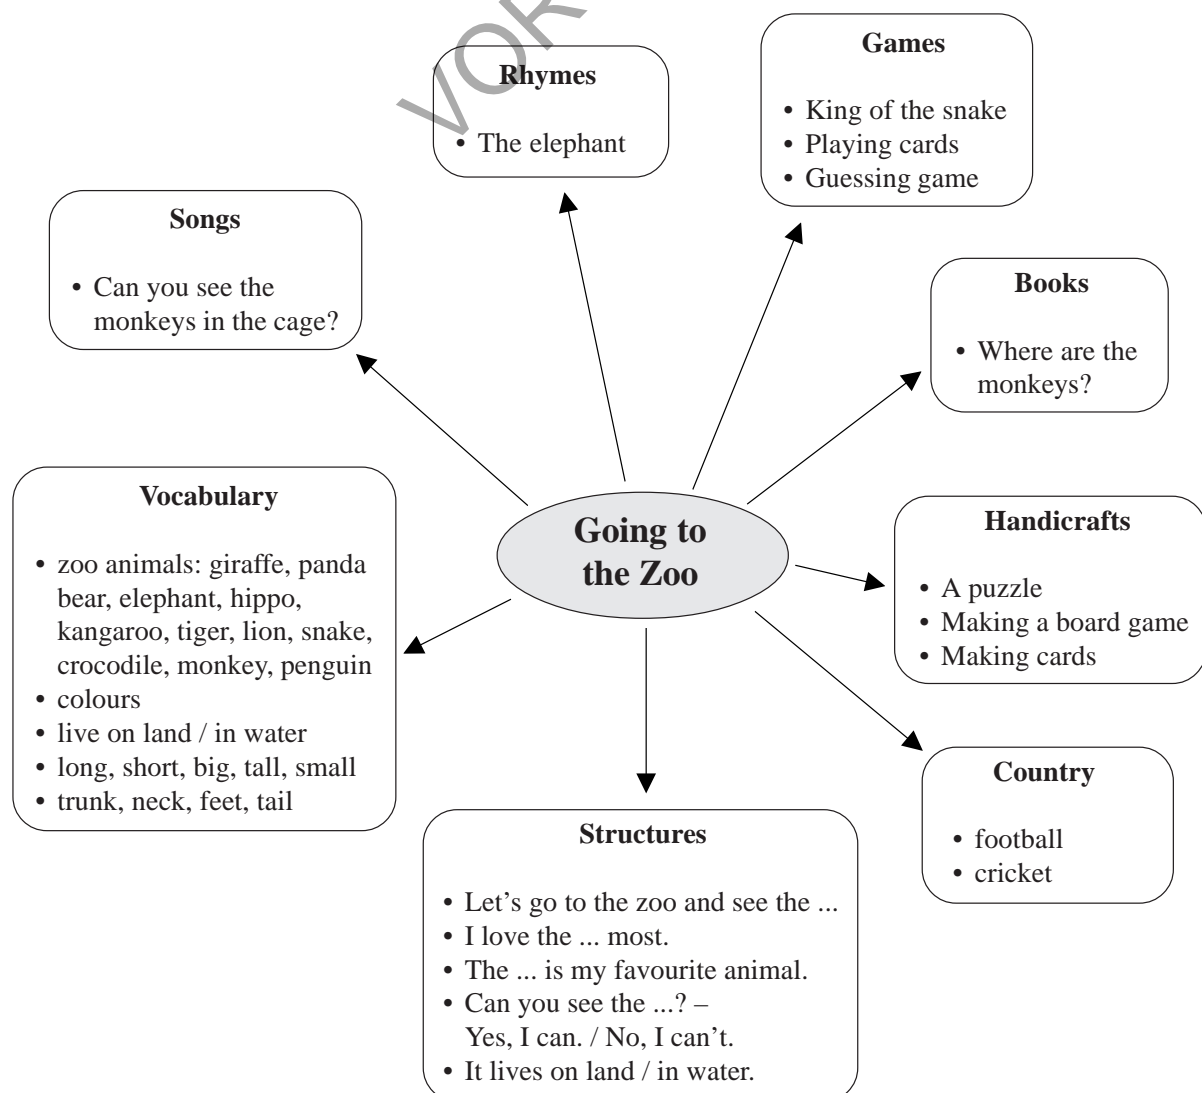 VOR
Rhymes
• The elephant
Games
• King of the snake
• Playing cards
• Guessing game
Songs
• Can you see the
monkeys in the cage?
Books
• Where are the
monkeys?
Vocabulary
• zoo animals: giraffe, panda
bear, elephant, hippo,
kangaroo, tiger, lion, snake,
crocodile, monkey, penguin
• colours
• live on land / in water
• long, short, big, tall, small
• trunk, neck, feet, tail
Going to
the Zoo
Handicrafts
• A puzzle
• Making a board game
• Making cards
Country
• football
• cricket
Structures
• Let’s go to the zoo and see the ...
• I love the ... most.
• The ... is my favourite animal.
• Can you see the ...? –
Yes, I can. / No, I can’t.
• It lives on land / in water.